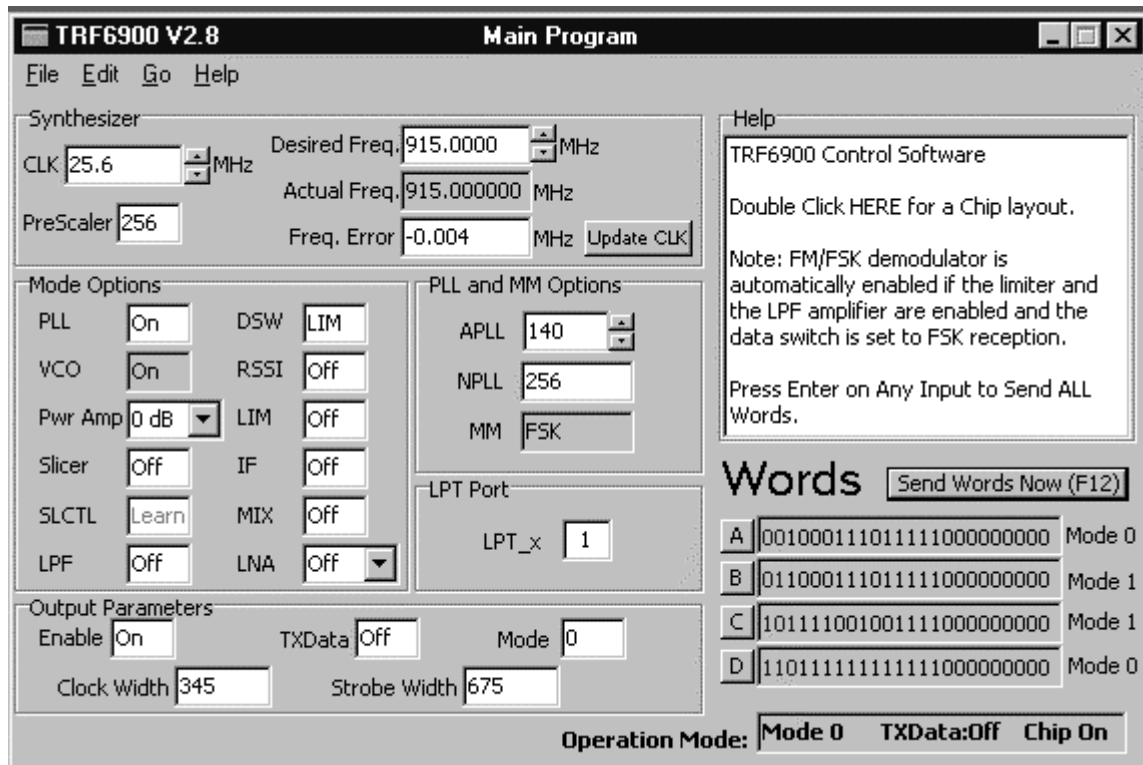 TRF6900 V2.8 Main Program
File Edit Go Help
Synthesizer
CLK 25.6 MHz
PreScaler 256
Desired Freq. 915.0000 MHz
Actual Freq. 915.000000 MHz
Freq. Error -0.004 MHz Update CLK
Mode Options
PLL On DSW LIM
VCO On RSSI Off
Pwr Amp 0 dB LIM Off
Slicer Off IF Off
SLCTL Learn MIX Off
LPF Off LNA Off
PLL and MM Options
APLL 140
NPLL 256
MM FSK
LPT Port
LPT_x 1
Output Parameters
Enable On TXData Off Mode 0
Clock Width 345 Strobe Width 675
Help
TRF6900 Control Software
Double Click HERE for a Chip layout.
Note: FM/FSK demodulator is
automatically enabled if the limiter and
the LPF amplifier are enabled and the
data switch is set to FSK reception.
Press Enter on Any Input to Send ALL
Words.
Words Send Words Now (F12)
A 001000111011111000000000 Mode 0
B 011000111011111000000000 Mode 1
C 101111001001111000000000 Mode 1
D 110111111111111000000000 Mode 0
Operation Mode: Mode 0 TXData:Off Chip On